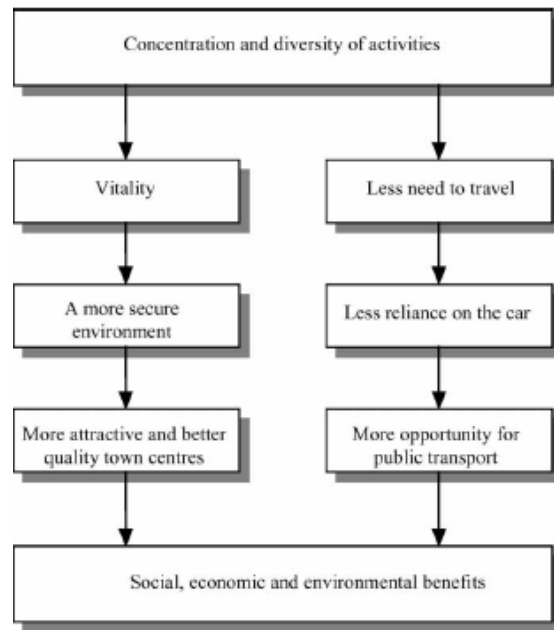 Concentration and diversity of activities
Vitality
Less need to travel
A more secure
environment
Less reliance on the car
More attractive and better
quality town centres
More opportunity for
public transport
Social, economic and environmental benefits